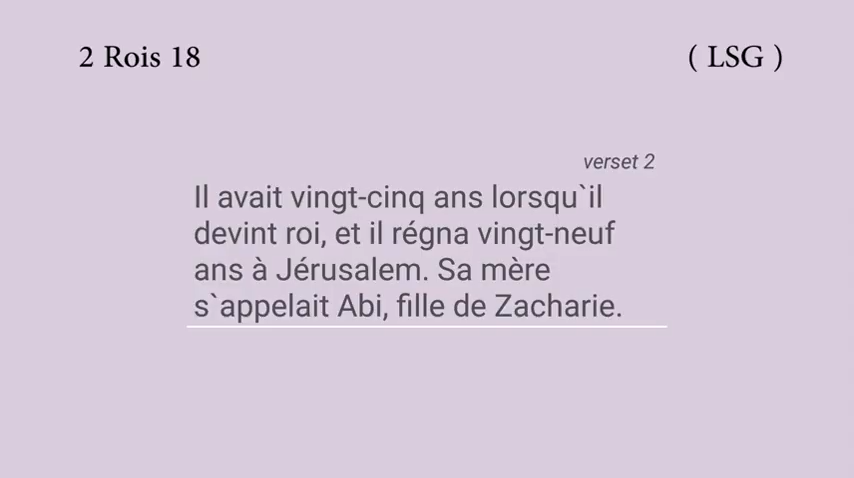 2 Rois 18
( LSG )
verset 2
Il avait vingt-cinq ans lorsqu`il
devint roi, et il régna vingt-neuf
ans à Jérusalem. Sa mère
s`appelait Abi, fille de Zacharie.